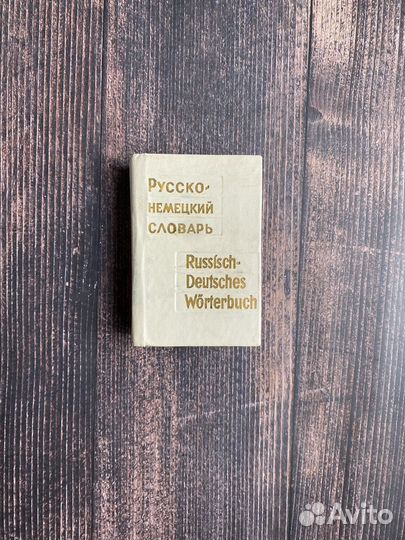 Русско-
немецкий
словарь
Russisch-
Deutsches
Wörterbuch
Avito